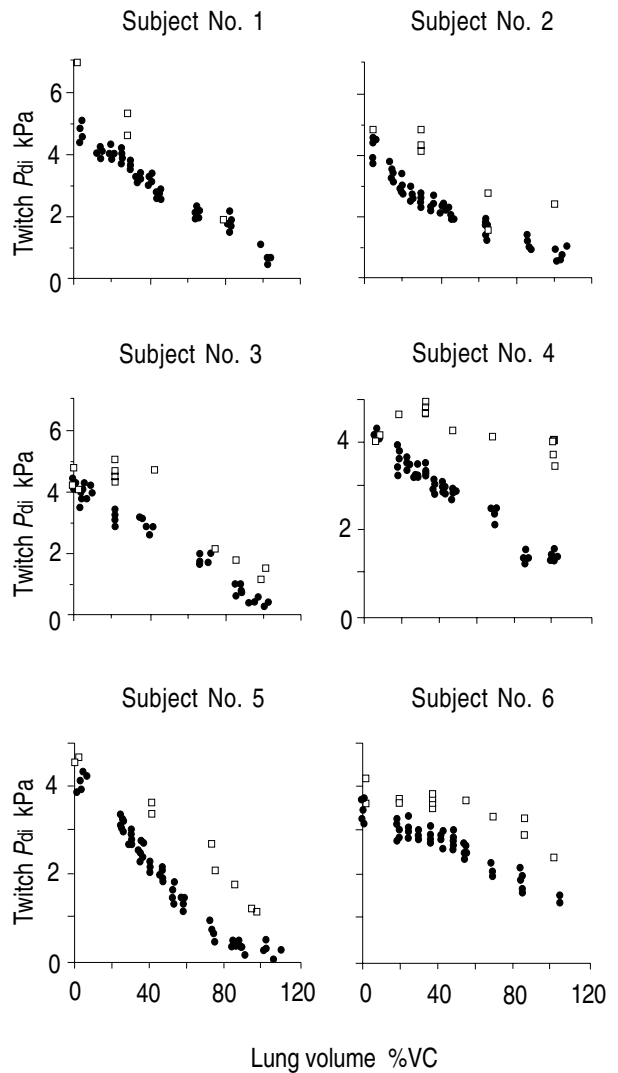 Subject No. 1
Subject No. 2
6
4
2
0
Twitch Pdi kPa
Subject No. 3
Subject No. 4
6
4
2
0
Twitch Pdi kPa
4
2
0
Subject No. 5
Subject No. 6
4
2
0
Twitch Pdi kPa
0 40 80 120
0 40 80 120
Lung volume %VC